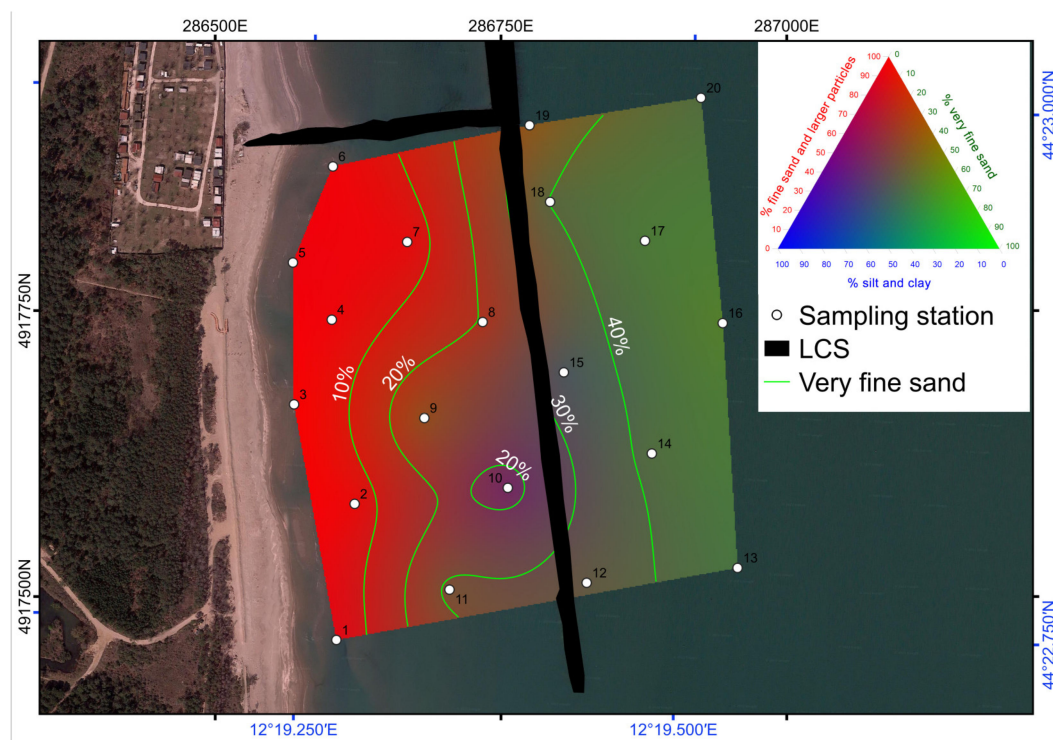 286500E
286750E
287000E
4917750N
4917500N
44°23.000'N
44°22.750'N
12°19.250'E
12°19.500'E
1
2
3
4
5
6
7
8
9
10
11
12
13
14
15
16
17
18
19
20
10%
20%
20%
30%
40%
% fine sand and larger particles
100
90
80
70
60
50
40
30
20
10
0
% very fine sand
0
10
20
30
40
50
60
70
80
90
100
100 90 80 70 60 50 40 30 20 10 0
% silt and clay
Sampling station
LCS
Very fine sand